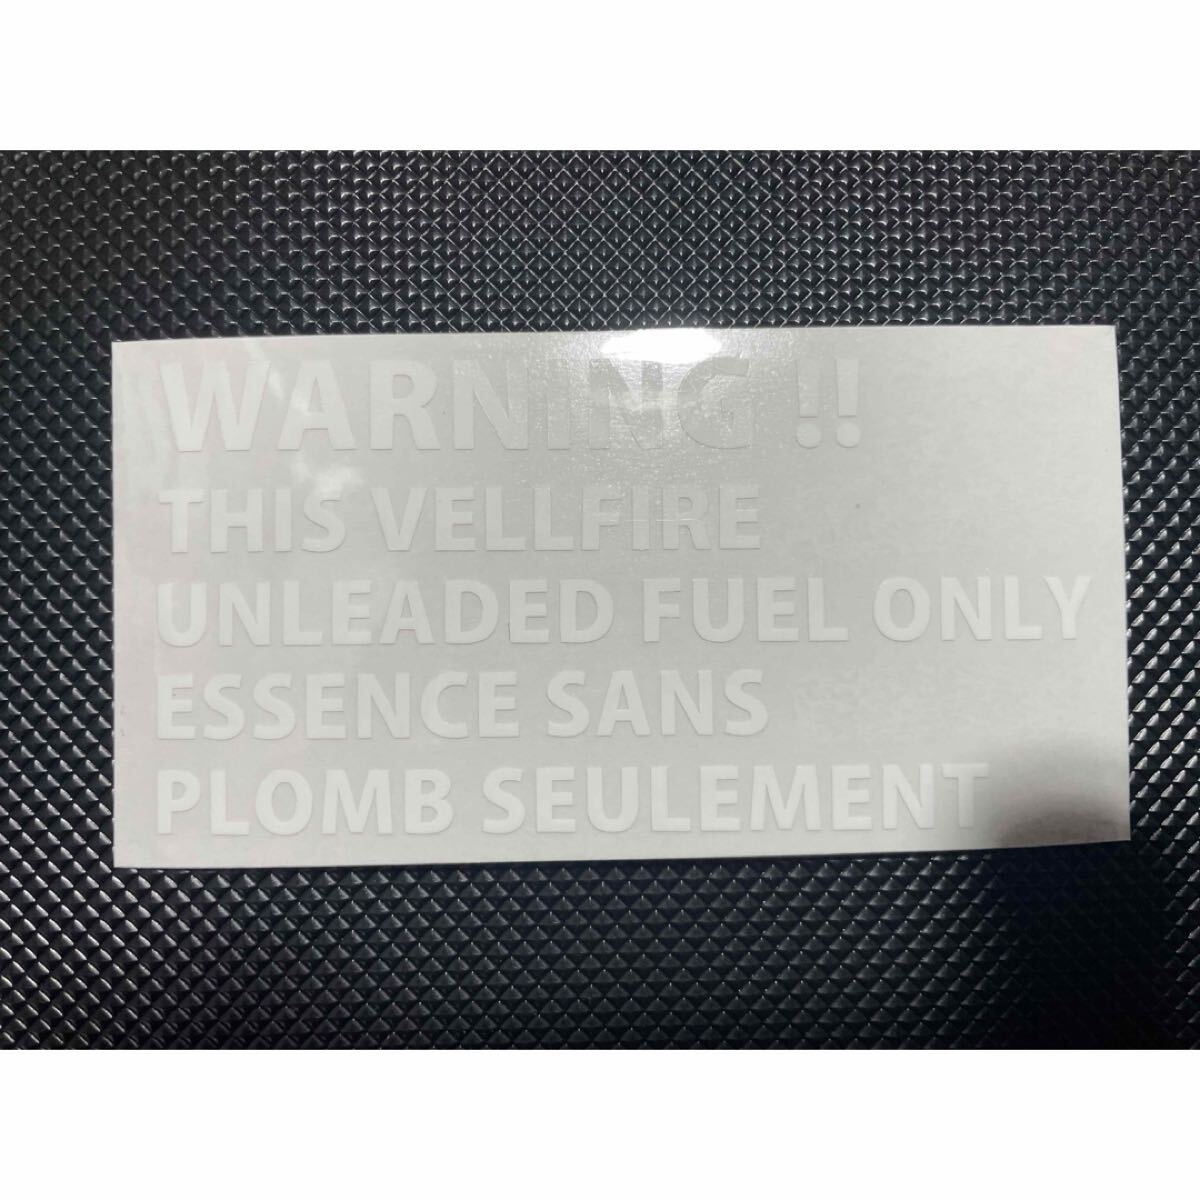 WARNING !!
THIS VELLFIRE
UNLEADED FUEL ONLY
ESSENCE SANS
PLOMB SEULEMENT